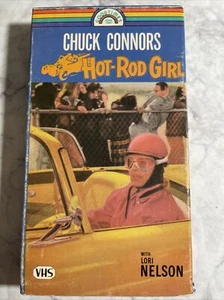 CHUCK CONNORS
HOT-ROD GIRL
WITH
LORI
NELSON
VHS